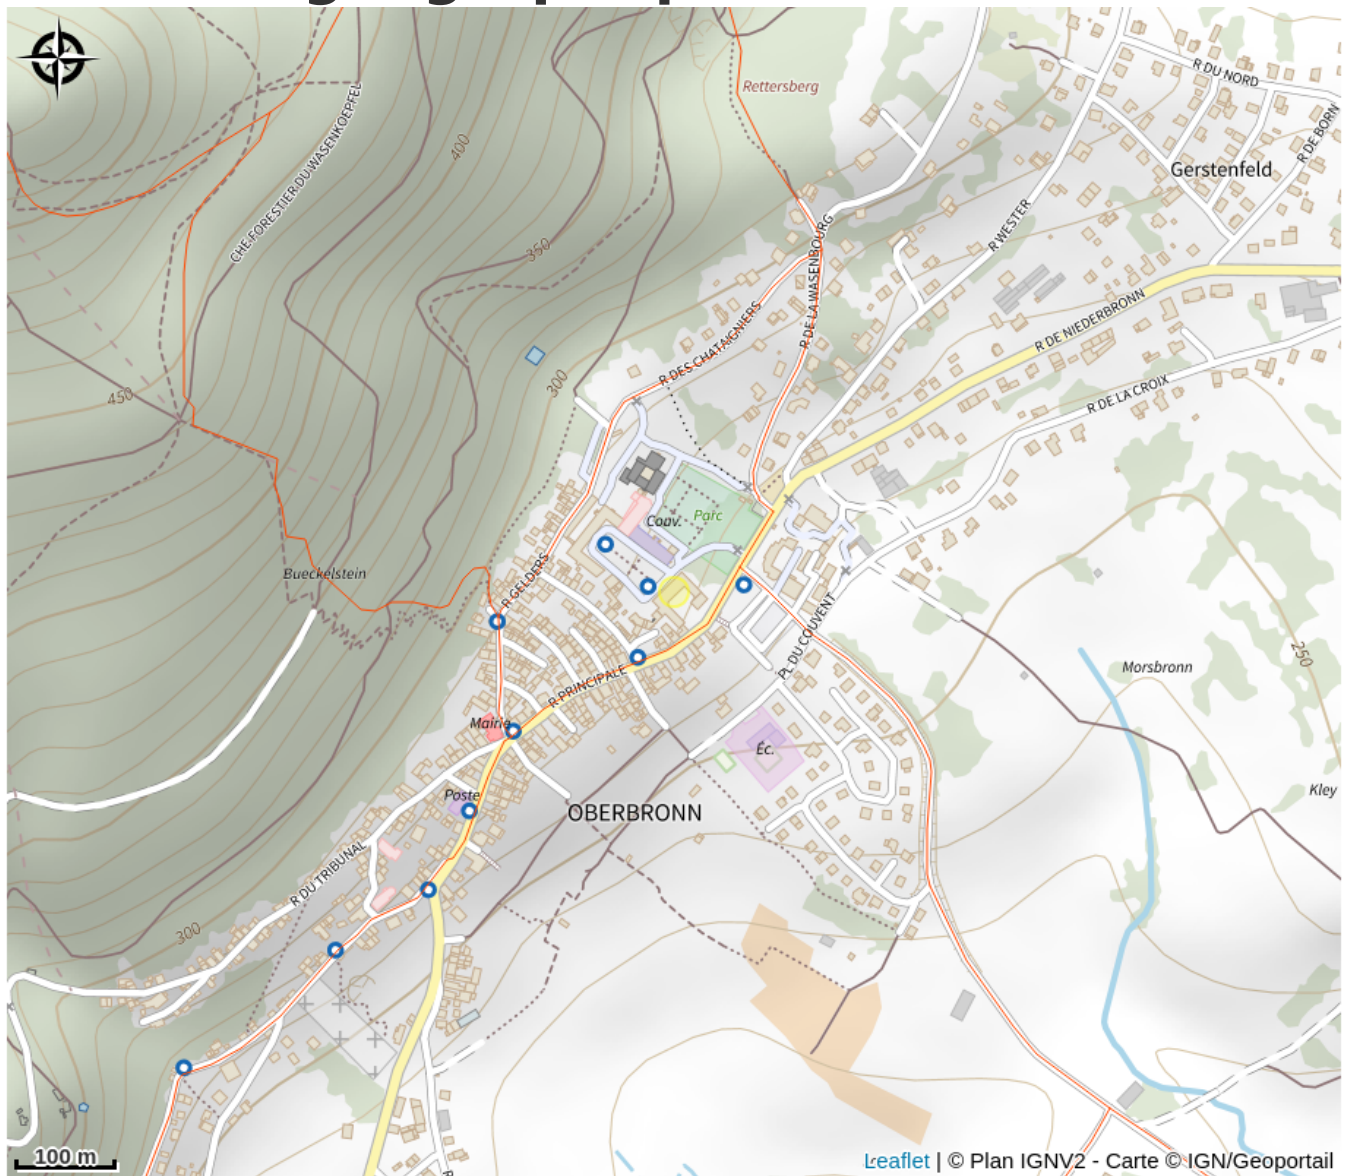 Rettersberg
R DU NORD
R DE BORN
Gerstenfeld
CHE FORESTIER DU WASENKOEPFEL
400
R DE LA WASENBOURG
R WESTER
350
R DE NIEDERBRONN
R DES CHATAIGNIERS
300
450
R DE LA CROIX
Couv.
Parc
Bueckelstein
R GELDERS
PL. DU COUVENT
250
Morsbronn
R PRINCIPALE
Mairie
Éc.
Kley
Poste
OBERBRONN
R DU TRIBUNAL
300
100 m
R
Leaflet | © Plan IGNV2 - Carte © IGN/Geoportail